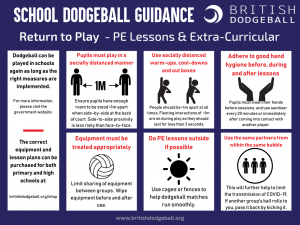 SCHOOL DODGEBALL GUIDANCE
BRITISH
DODGEBALL
Return to Play - PE Lessons & Extra-Curricular
Dodgeball can be
played in schools
again as long as the
right measures are
implemented.
For more information,
please visit the
government website.
The correct
equipment and
lesson plans can be
purchased for both
primary and
high schools at:
britishdodgeball.org/shop
Pups must play in a
socially distanced manner
1M
Ensure pupils have enough
room to be stood 1m apart
when side-by-side at the back
of court. Side-to-side proximity
is less risky than face-to-face.
Use socially distanced
warm-ups, cool-downs
and out boxes
People should be 1m apart at all
times. Fleeting interactions of 1m
are ok during play as they should
last for less than 3 seconds.
Adhere to good hand
hygiene before, during
and after lessons
Pupils must wash their hands
before sessions, and use sanitiser
every 20 minutes or immediately
after coming into contact with
another pupil.
Equipment must be
treated appropriately
Limit sharing of equipment
between groups. Wipe
equipment before and after
use.
Do PE lessons outside
if possible
Use cages or fences to
help dodgeball matches
run smoothly.
Use the same partners from
within the same bubble
This will further help to limit
the transmission of COVID-19.
If another group's ball rolls to
you, pass it back by kicking it.
www.britishdodgeball.org